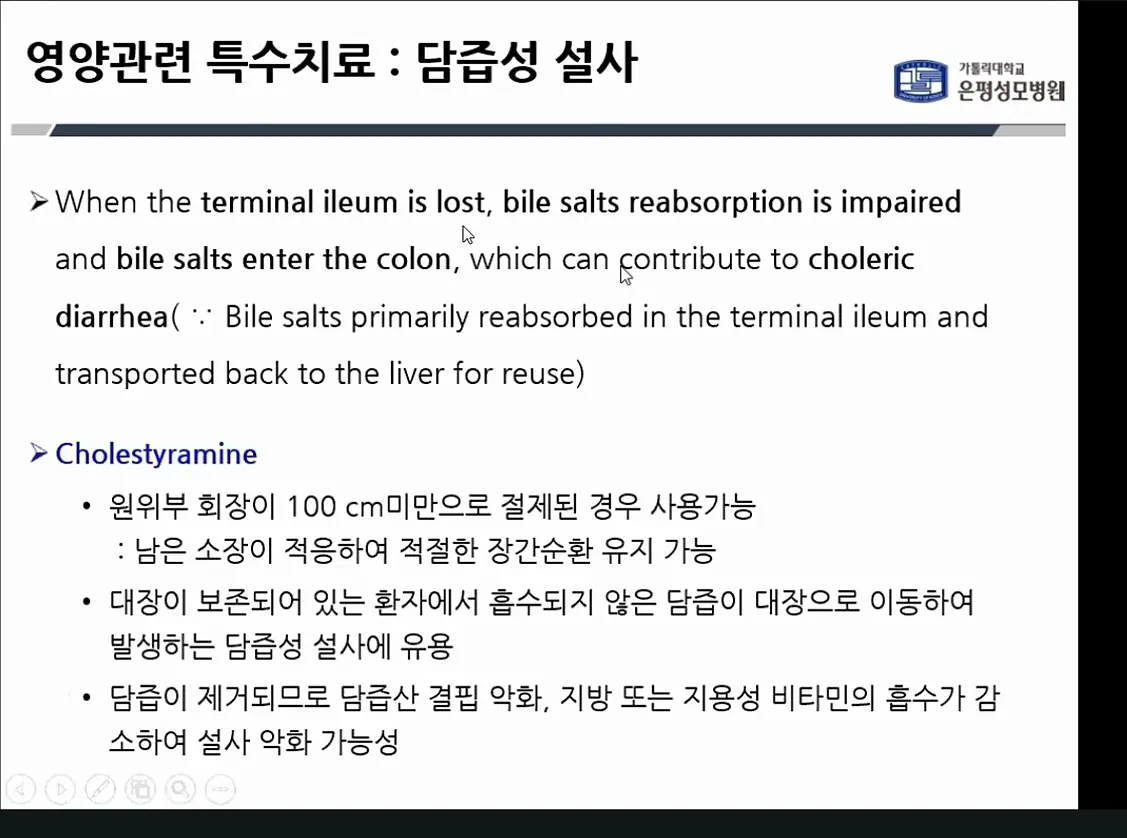 영양관련 특수치료 : 담즙성 설사
가톨릭대학교
은평성모병원
➢ When the terminal ileum is lost, bile salts reabsorption is impaired
and bile salts enter the colon, which can contribute to choleric
diarrhea( ∵ Bile salts primarily reabsorbed in the terminal ileum and
transported back to the liver for reuse)
➢ Cholestyramine
• 원위부 회장이 100 cm미만으로 절제된 경우 사용가능
: 남은 소장이 적응하여 적절한 장간순환 유지 가능
• 대장이 보존되어 있는 환자에서 흡수되지 않은 담즙이 대장으로 이동하여
발생하는 담즙성 설사에 유용
• 담즙이 제거되므로 담즙산 결핍 악화, 지방 또는 지용성 비타민의 흡수가 감
소하여 설사 악화 가능성